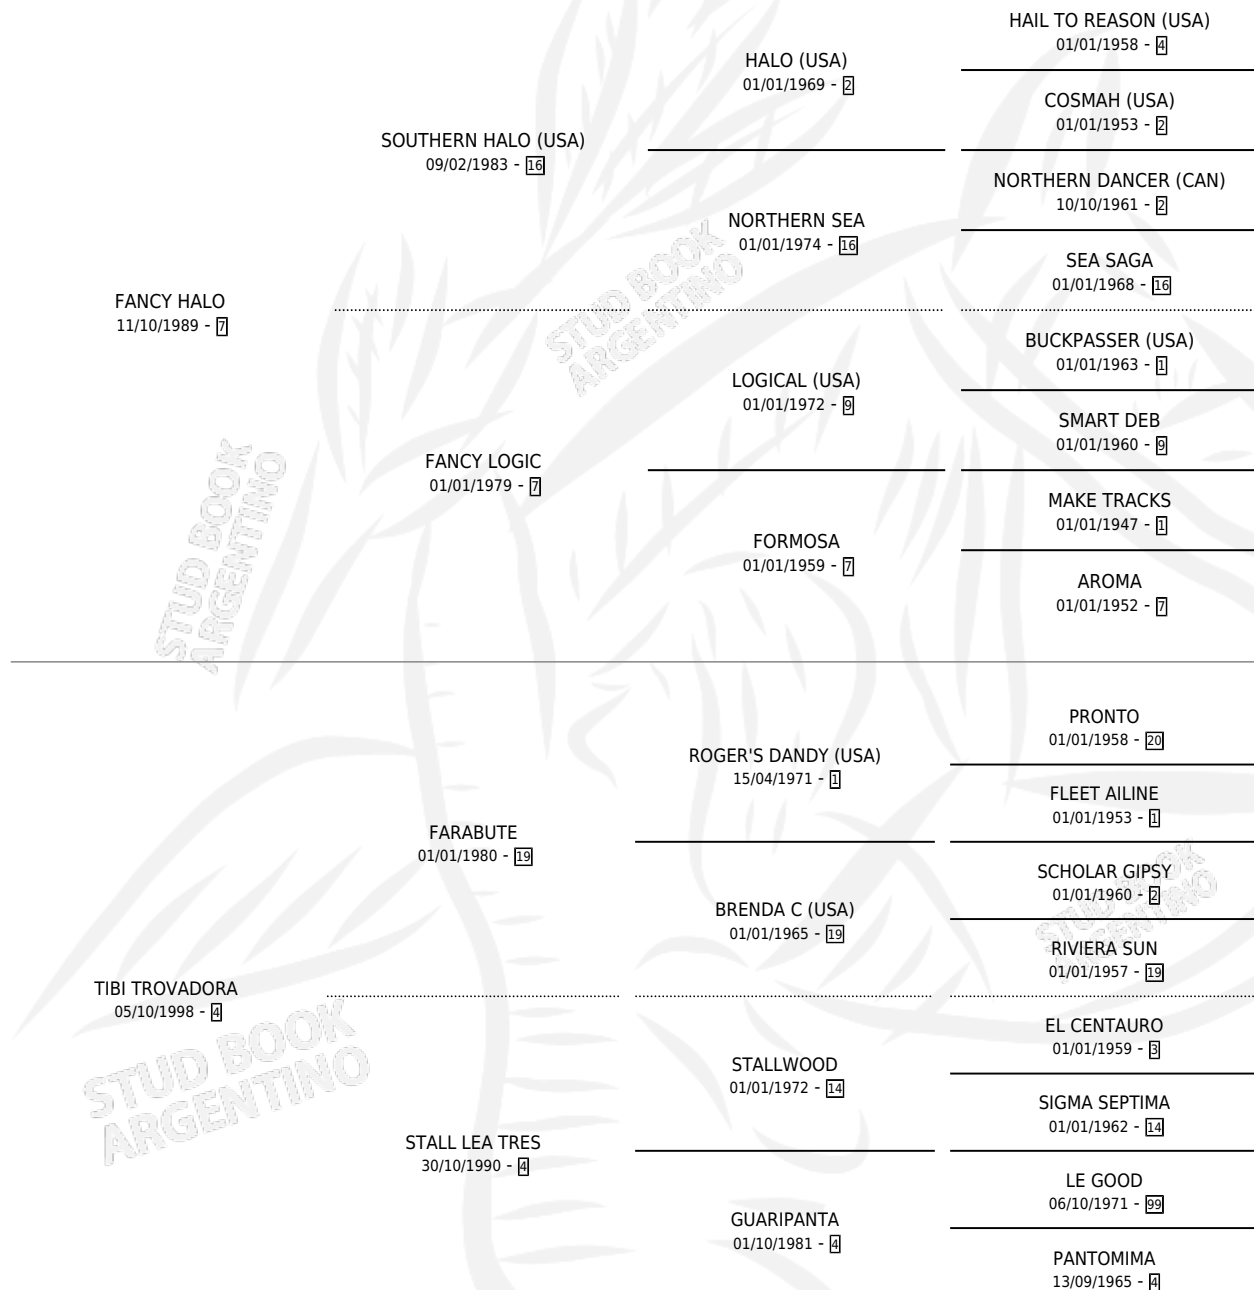 HAIL TO REASON (USA)
01/01/1958 - 4
HALO (USA)
01/01/1969 - 2
COSMAH (USA)
01/01/1953 - 2
SOUTHERN HALO (USA)
09/02/1983 - 16
NORTHERN DANCER (CAN)
10/10/1961 - 2
NORTHERN SEA
01/01/1974 - 16
SEA SAGA
01/01/1968 - 16
FANCY HALO
11/10/1989 - 7
BUCKPASSER (USA)
01/01/1963 - 1
LOGICAL (USA)
01/01/1972 - 9
SMART DEB
01/01/1960 - 9
FANCY LOGIC
01/01/1979 - 7
MAKE TRACKS
01/01/1947 - 1
FORMOSA
01/01/1959 - 7
AROMA
01/01/1952 - 7
PRONTO
01/01/1958 - 20
ROGER'S DANDY (USA)
15/04/1971 - 1
FLEET AILINE
01/01/1953 - 1
FARABUTE
01/01/1980 - 19
SCHOLAR GIPSY
01/01/1960 - 2
BRENDA C (USA)
01/01/1965 - 19
RIVIERA SUN
01/01/1957 - 19
TIBI TROVADORA
05/10/1998 - 4
EL CENTAURO
01/01/1959 - 3
STALLWOOD
01/01/1972 - 14
SIGMA SEPTIMA
01/01/1962 - 14
STALL LEA TRES
30/10/1990 - 4
LE GOOD
06/10/1971 - 99
GUARIPANTA
01/10/1981 - 4
PANTOMIMA
13/09/1965 - 4
STUD BOOK
ARGENTINO
STUD BOOK
ARGENTINO
STUD BOOK
ARGENTINO
STUD BOOK
ARGENTINO